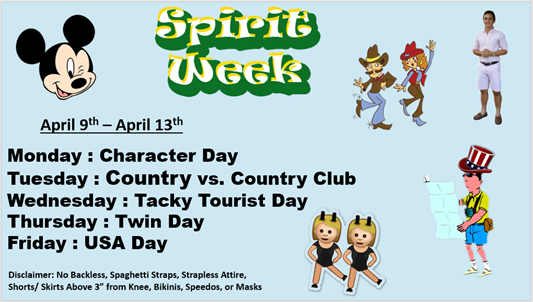 Spirit
Week
April 9th – April 13th
Monday : Character Day
Tuesday : Country vs. Country Club
Wednesday : Tacky Tourist Day
Thursday : Twin Day
Friday : USA Day
Disclaimer: No Backless, Spaghetti Straps, Strapless Attire,
Shorts/ Skirts Above 3” from Knee, Bikinis, Speedos, or Masks